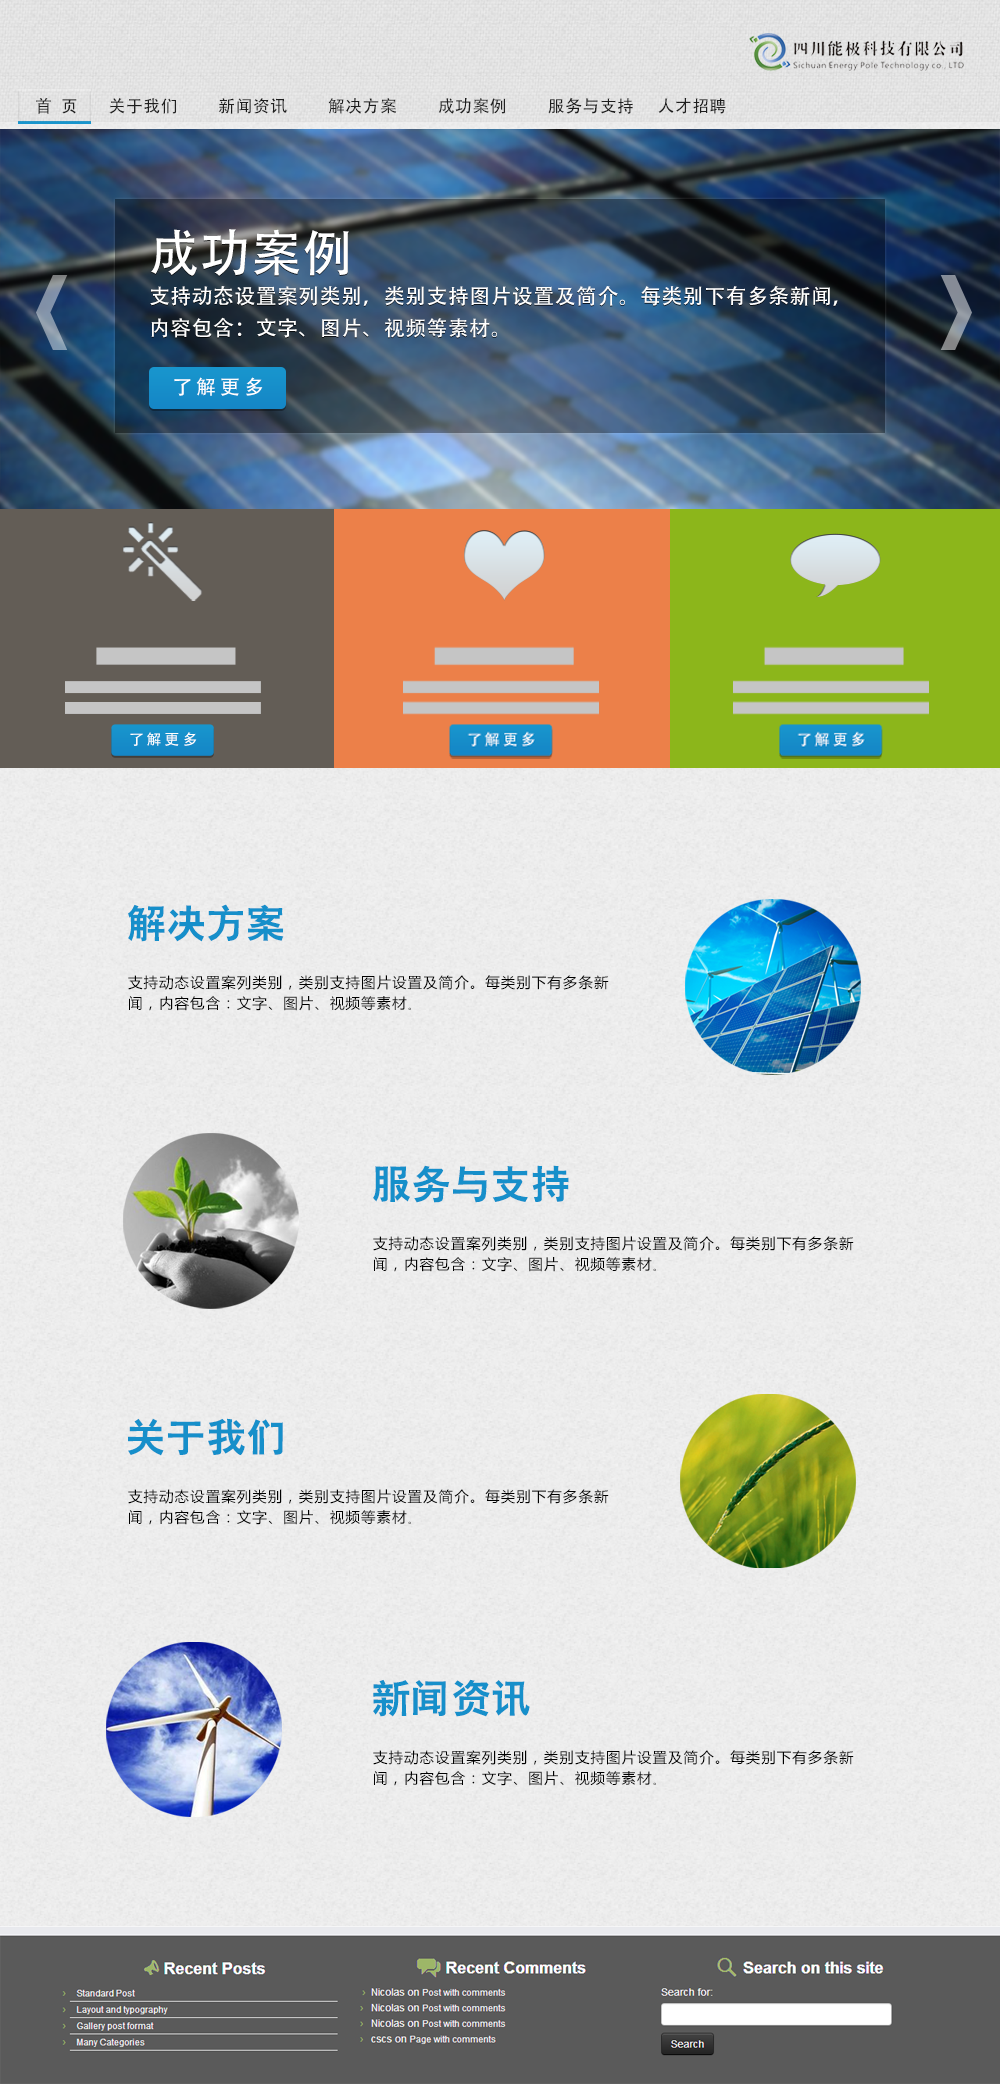 四川能极科技有限公司
Sichuan Energy Pole Technology co., LTD
首 页 关于我们 新闻资讯 解决方案 成功案例 服务与支持 人才招聘
成功案例
支持动态设置案列类别，类别支持图片设置及简介。每类别下有多条新闻，
内容包含：文字、图片、视频等素材。
了解更多
了解更多 了解更多 了解更多
解决方案
支持动态设置案列类别，类别支持图片设置及简介。每类别下有多条新
闻，内容包含：文字、图片、视频等素材。
服务与支持
支持动态设置案列类别，类别支持图片设置及简介。每类别下有多条新
闻，内容包含：文字、图片、视频等素材。
关于我们
支持动态设置案列类别，类别支持图片设置及简介。每类别下有多条新
闻，内容包含：文字、图片、视频等素材。
新闻资讯
支持动态设置案列类别，类别支持图片设置及简介。每类别下有多条新
闻，内容包含：文字、图片、视频等素材。
Recent Posts
Standard Post
Layout and typography
Gallery post format
Many Categories
Recent Comments
Nicolas on Post with comments
Nicolas on Post with comments
Nicolas on Post with comments
cscs on Page with comments
Search on this site
Search for:
Search